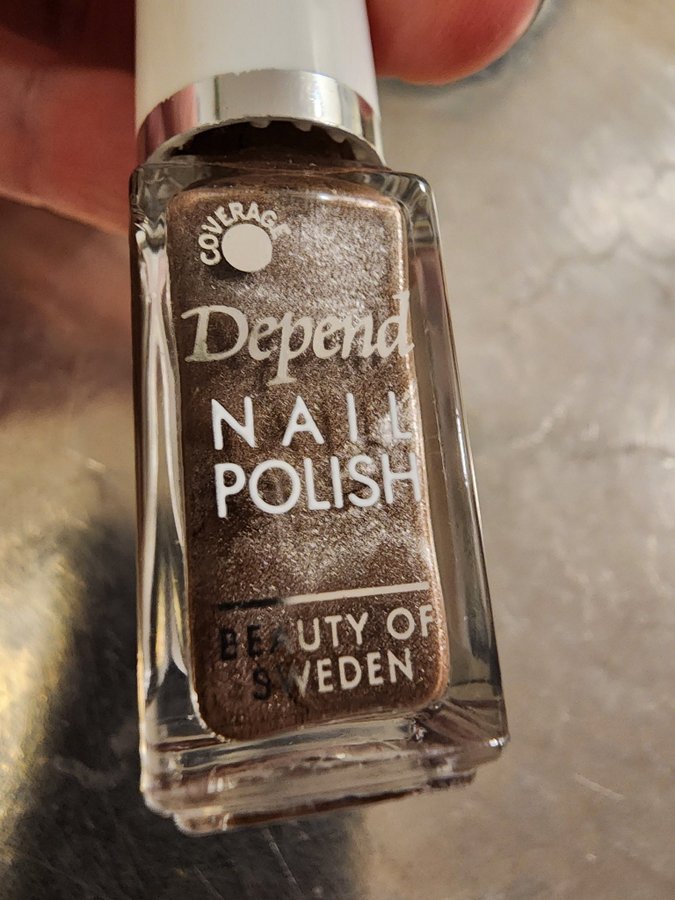 COVERAGE
Depend
NAIL
POLISH
BEAUTY OF
SWEDEN